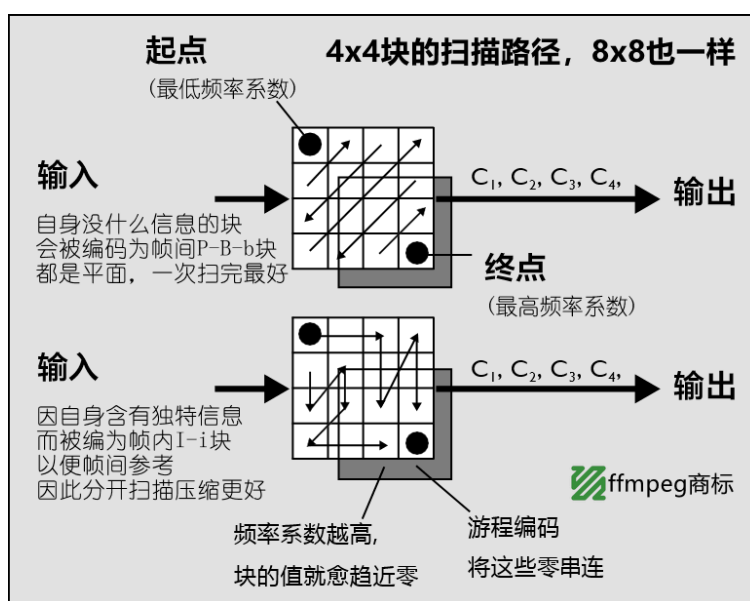 起点
4x4块的扫描路径，8x8也一样
(最低频率系数)
输入
C₁, C₂, C₃, C₄,
输出
自身没什么信息的块
会被编码为帧间P-B-b块
都是平面，一次扫完最好
终点
(最高频率系数)
输入
C₁, C₂, C₃, C₄,
输出
因自身含有独特信息
而被编为帧内I-i块
以便帧间参考
因此分开扫描压缩更好
ffmpeg商标
频率系数越高,
块的值就愈趋近零
游程编码
将这些零串连